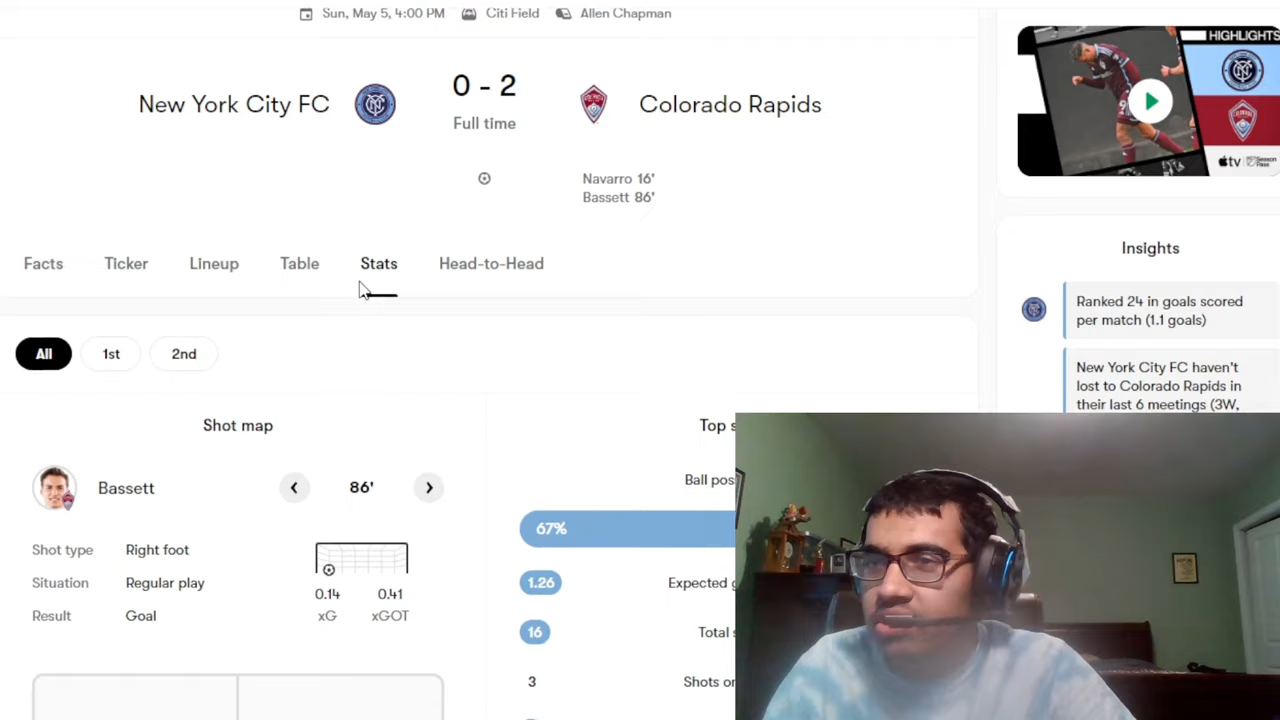 Sun, May 5, 4:00 PM Citi Field Allen Chapman
New York City FC
0 - 2
Full time
Colorado Rapids
Navarro 16'
Bassett 86'
Facts Ticker Lineup Table Stats Head-to-Head
All 1st 2nd
Shot map
Bassett
86'
Shot type Right foot
Situation Regular play
Result Goal
0.14 0.41
xG xGOT
Top s
Ball pos
67%
1.26 Expected g
16 Total s
3 Shots on
HIGHLIGHTS
tv
Insights
Ranked 24 in goals scored
per match (1.1 goals)
New York City FC haven't
lost to Colorado Rapids in
their last 6 meetings (3W,